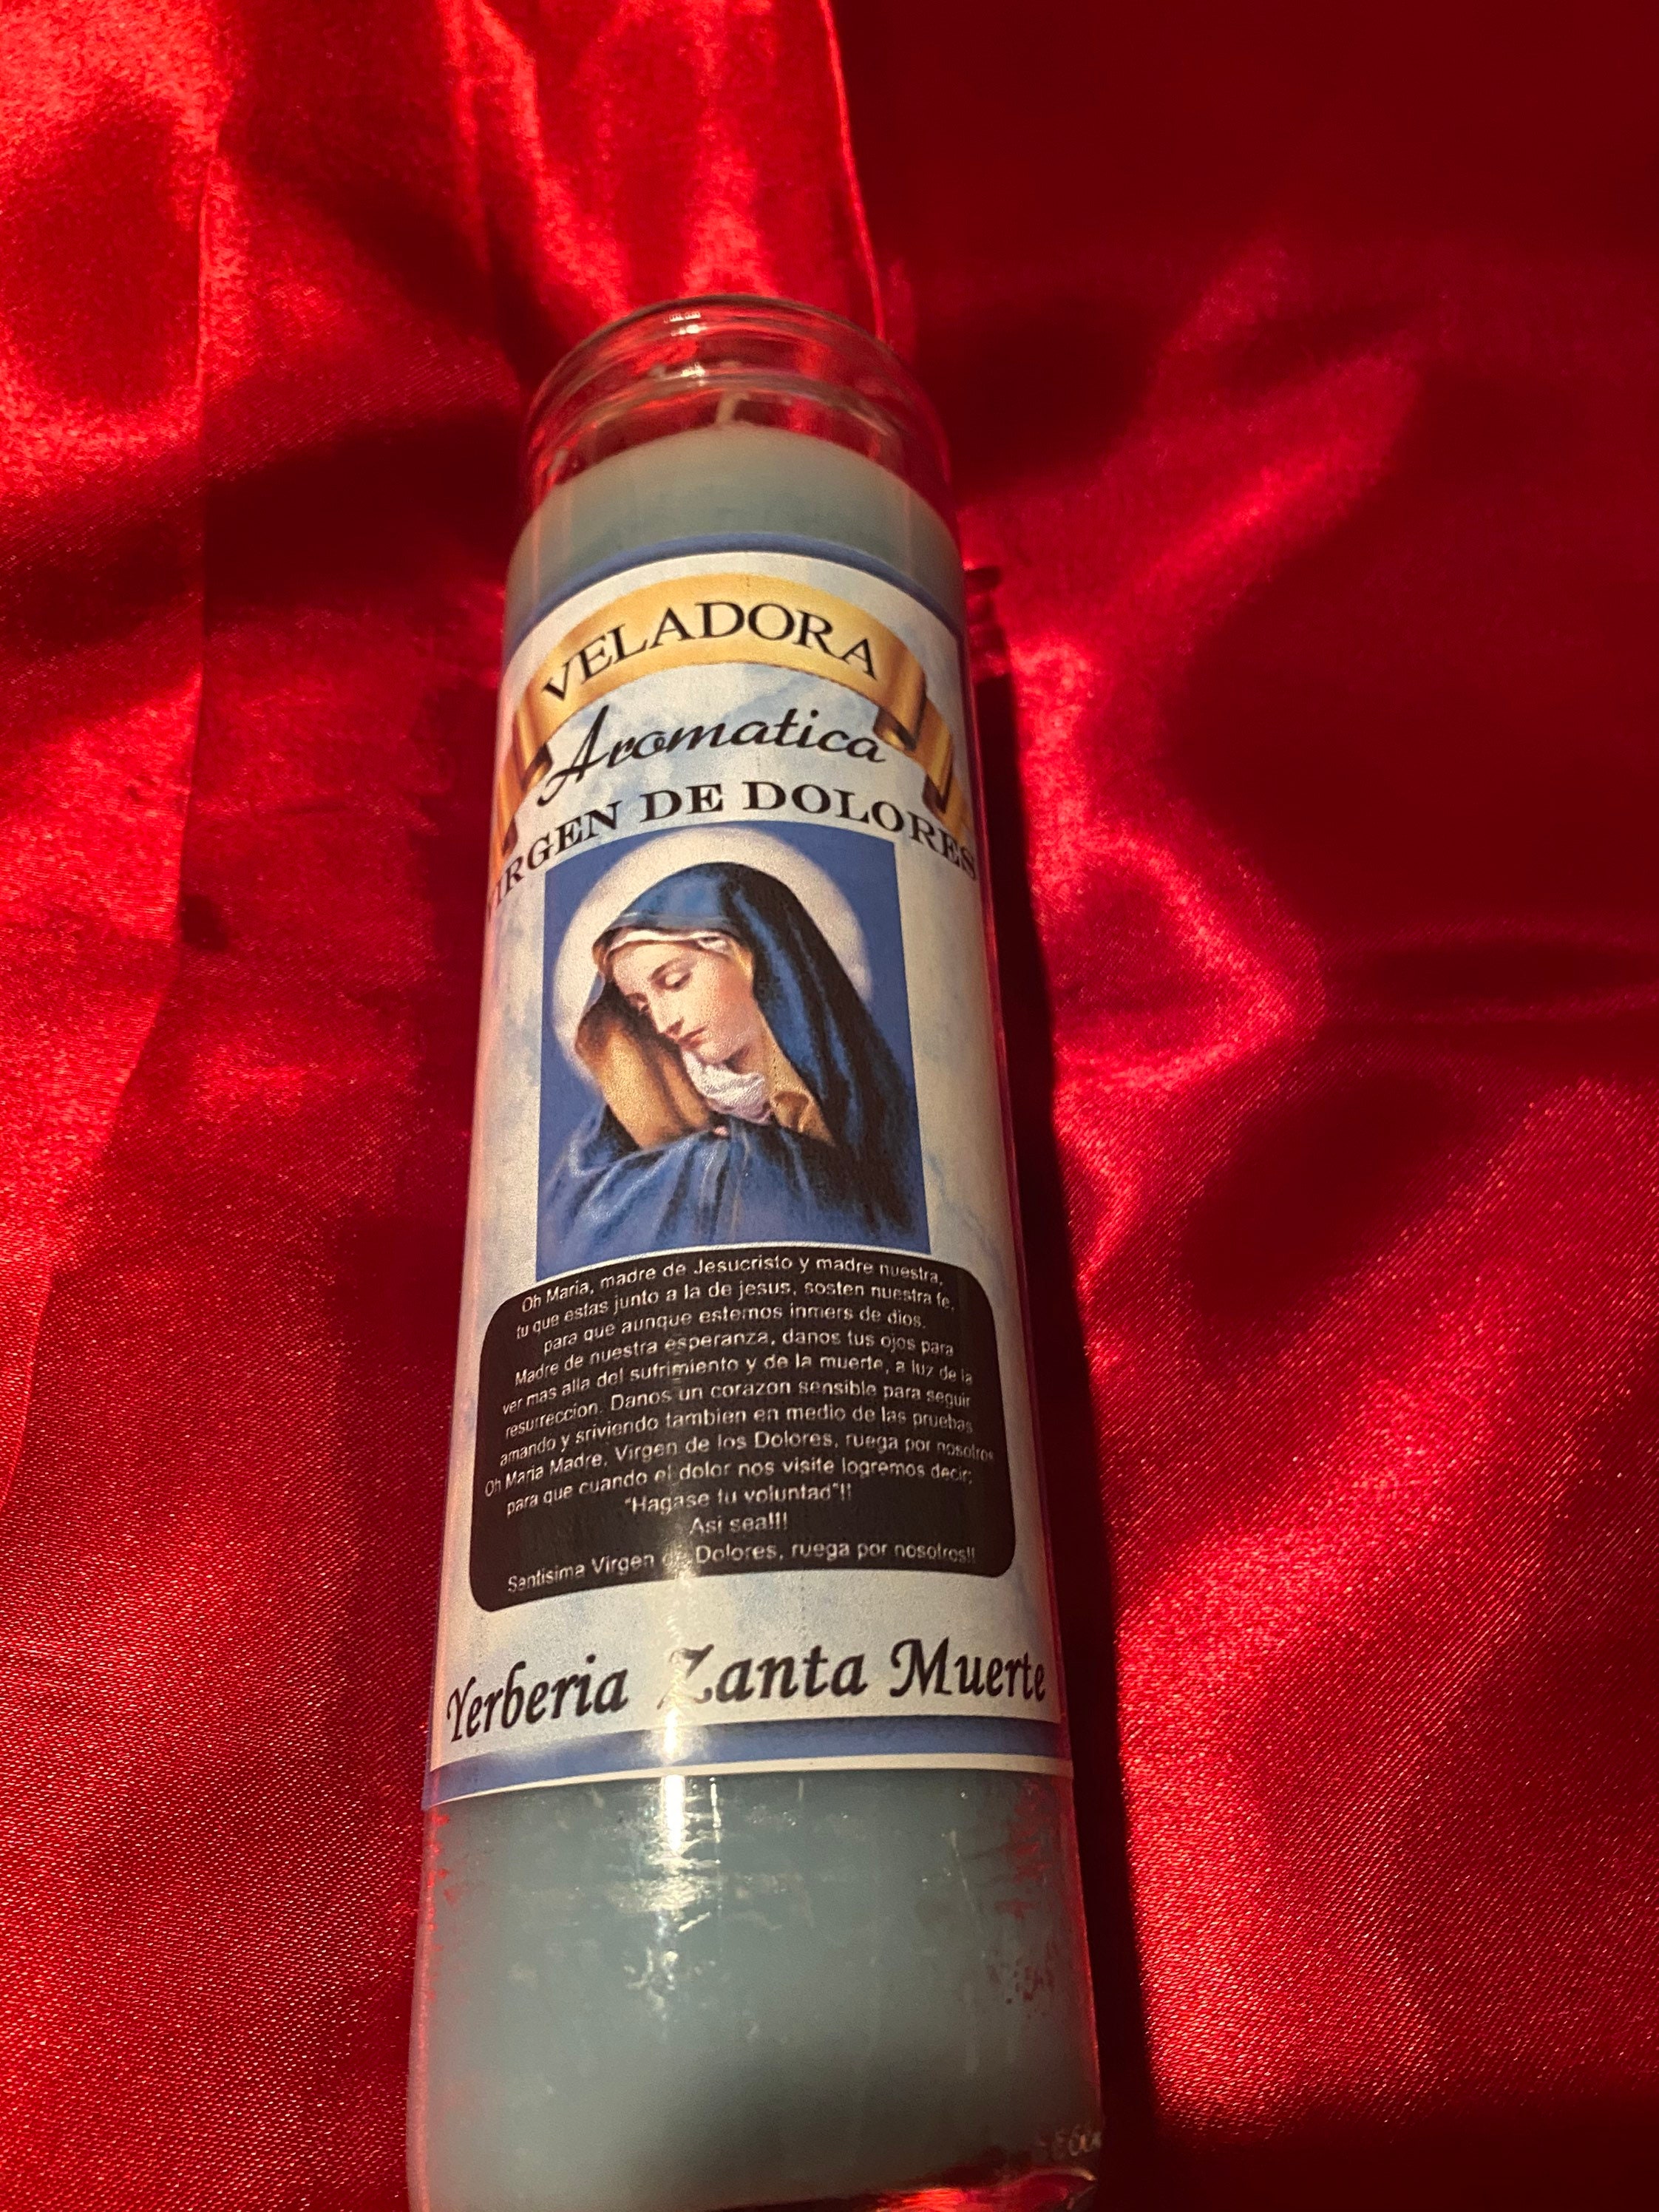 VELADORA
Aromatica
VIRGEN DE DOLORES
Oh Maria, madre de Jesucristo y madre nuestra,
tu que estas junto a la de jesus, sosten nuestra fe,
para que aunque estemos inmers de dios.
Madre de nuestra esperanza, danos tus ojos para
ver mas alla del sufrimiento y de la muerte, a luz de la
resurreccion. Danos un corazon sensible para seguir
amando y sriviendo tambien en medio de las pruebas
Oh Maria Madre, Virgen de los Dolores, ruega por nosotros
para que cuando el dolor nos visite logremos decir;
"Hagase tu voluntad"!!
Asi sea!!!
Santisima Virgen de Dolores, ruega por nosotros!!
Yerberia Zanta Muerte